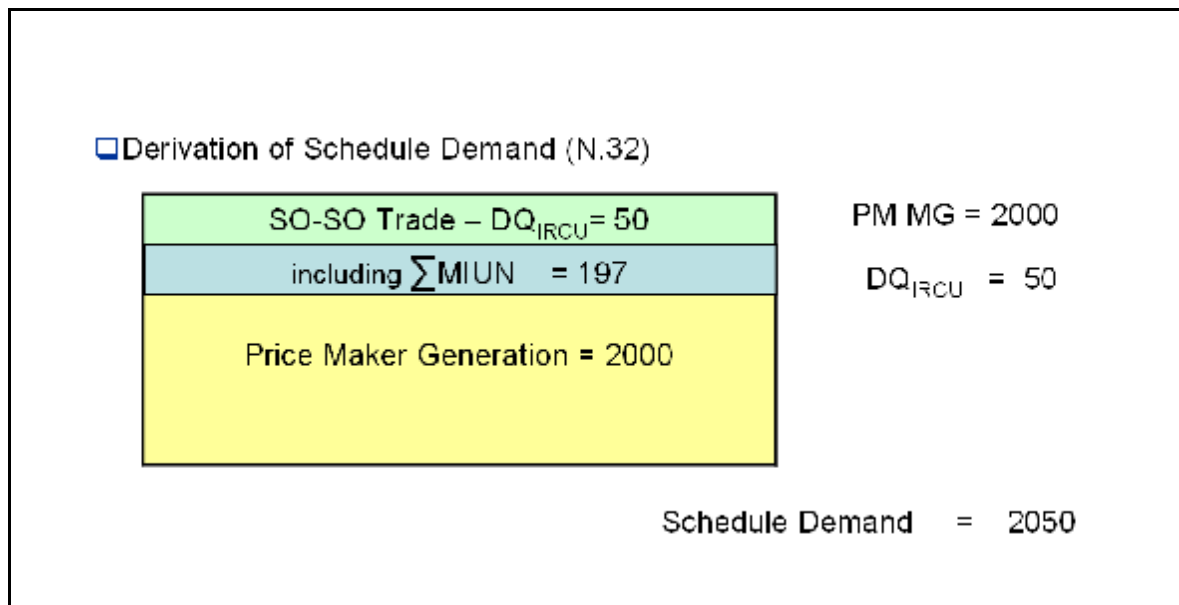 Derivation of Schedule Demand (N.32)
SO-SO Trade – DQIRCU= 50
including ∑MIUN = 197
Price Maker Generation = 2000
PM MG = 2000
DQIRCU = 50
Schedule Demand = 2050